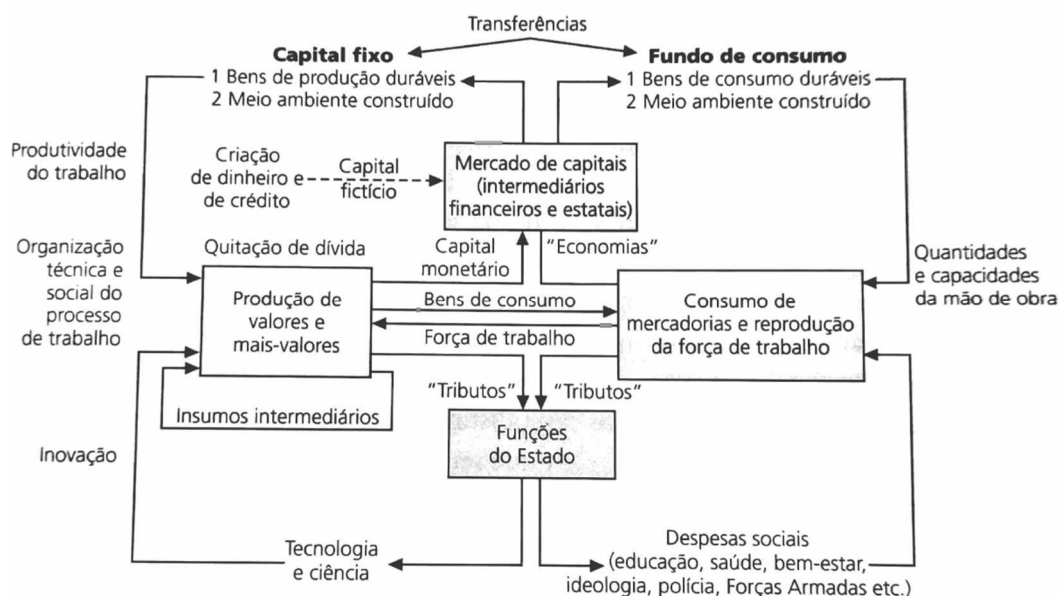 Transferências
Capital fixo
1 Bens de produção duráveis
2 Meio ambiente construído
Fundo de consumo
1 Bens de consumo duráveis
2 Meio ambiente construído
Produtividade
do trabalho
Criação
de dinheiro e
de crédito
Capital
fictício
Mercado de capitais
(intermediários
financeiros e estatais)
Organização
técnica e
social do
processo
de trabalho
Quitação de dívida
Capital
monetário
"Economias"
Quantidades
e capacidades
da mão de obra
Produção de
valores e
mais-valores
Bens de consumo
Força de trabalho
Consumo de
mercadorias e reprodução
da força de trabalho
"Tributos"
"Tributos"
Insumos intermediários
Funções
do Estado
Inovação
Tecnologia
e ciência
Despesas sociais
(educação, saúde, bem-estar,
ideologia, polícia, Forças Armadas etc.)